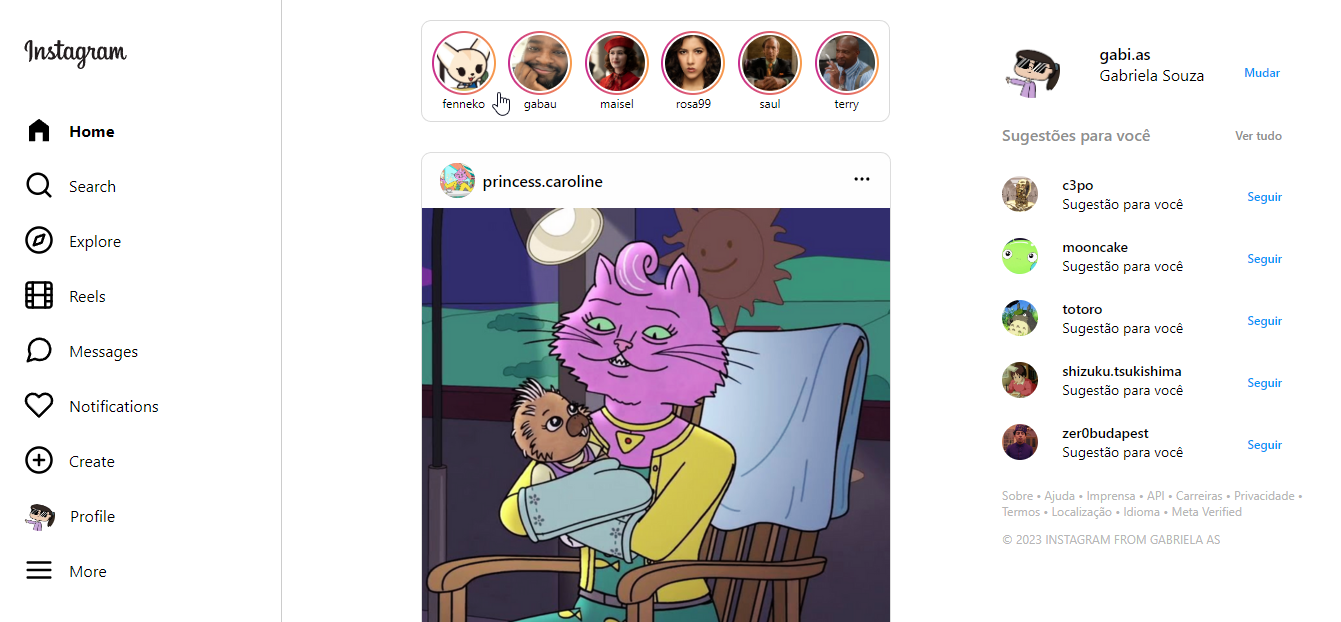 Instagram
Home
Search
Explore
Reels
Messages
Notifications
Create
Profile
More
fenneko gabau maisel rosa99 saul terry
princess.caroline
gabi.as
Gabriela Souza
Mudar
Sugestões para você Ver tudo
c3po
Sugestão para você
Seguir
mooncake
Sugestão para você
Seguir
totoro
Sugestão para você
Seguir
shizuku.tsukishima
Sugestão para você
Seguir
zer0budapest
Sugestão para você
Seguir
Sobre • Ajuda • Imprensa • API • Carreiras • Privacidade •
Termos • Localização • Idioma • Meta Verified
© 2023 INSTAGRAM FROM GABRIELA AS